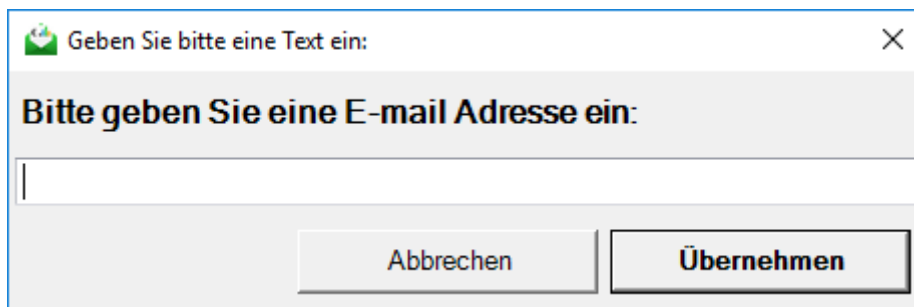 Geben Sie bitte eine Text ein:
Bitte geben Sie eine E-mail Adresse ein:
Abbrechen Übernehmen